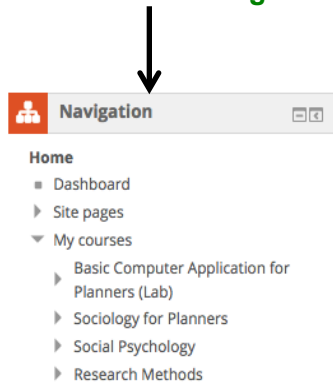 Navigation
Home
Dashboard
Site pages
My courses
Basic Computer Application for
Planners (Lab)
Sociology for Planners
Social Psychology
Research Methods